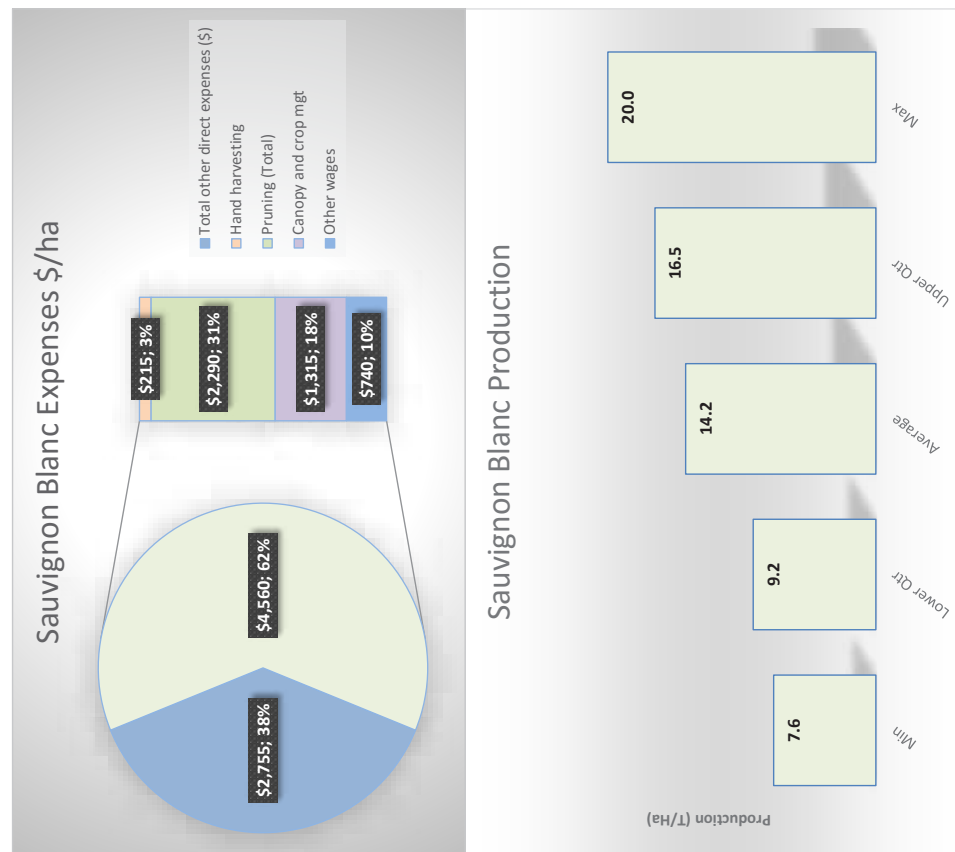 Sauvignon Blanc Expenses $/ha
$2,755; 38%
$4,560; 62%
$215; 3%
$2,290; 31%
$1,315; 18%
$740; 10%
Total other direct expenses ($)
Hand harvesting
Pruning (Total)
Canopy and crop mgt
Other wages
Sauvignon Blanc Production
Production (T/Ha)
7.6
9.2
14.2
16.5
20.0
Min
Lower Qtr
Average
Upper Qtr
Max